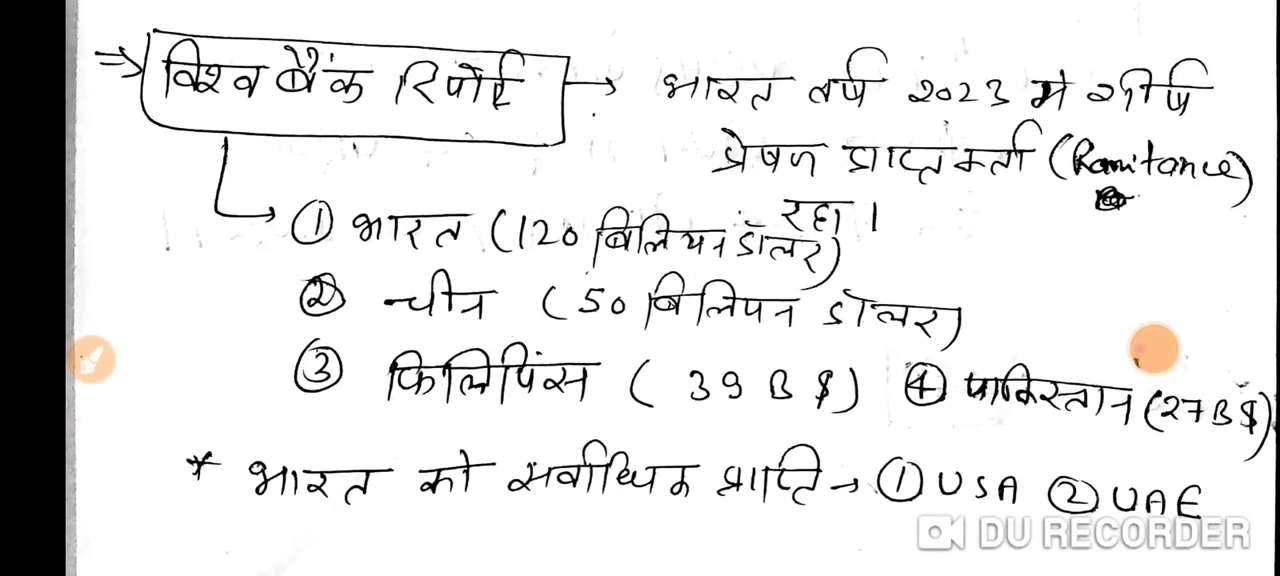 ⇒ विश्व बैंक रिपोर्ट → भारत वर्ष 2023 मे शीर्ष
प्रेषण प्राप्तकर्ता (Remitance)
रहा ।
① भारत (120 बिलियन डॉलर)
② चीन (50 बिलियन डॉलर)
③ फिलिपिंस ( 39 B $) ④ पाकिस्तान (27 B $)
* भारत को सर्वाधिक प्राप्ति → ① USA ② UAE
DU RECORDER